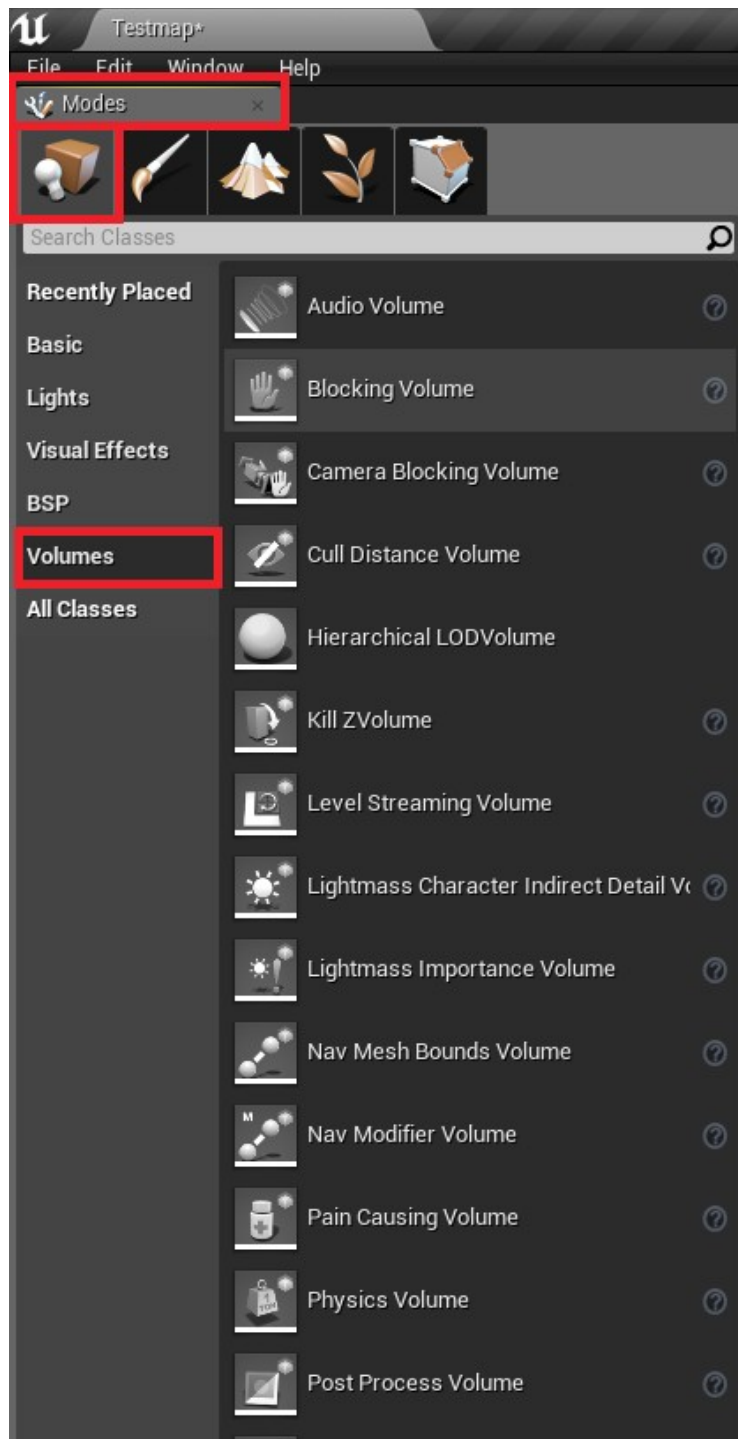 Testmap*
File Edit Window Help
Modes
Search Classes
Recently Placed
Basic
Lights
Visual Effects
BSP
Volumes
All Classes
Audio Volume
Blocking Volume
Camera Blocking Volume
Cull Distance Volume
Hierarchical LODVolume
Kill ZVolume
Level Streaming Volume
Lightmass Character Indirect Detail Vo
Lightmass Importance Volume
Nav Mesh Bounds Volume
Nav Modifier Volume
Pain Causing Volume
Physics Volume
Post Process Volume